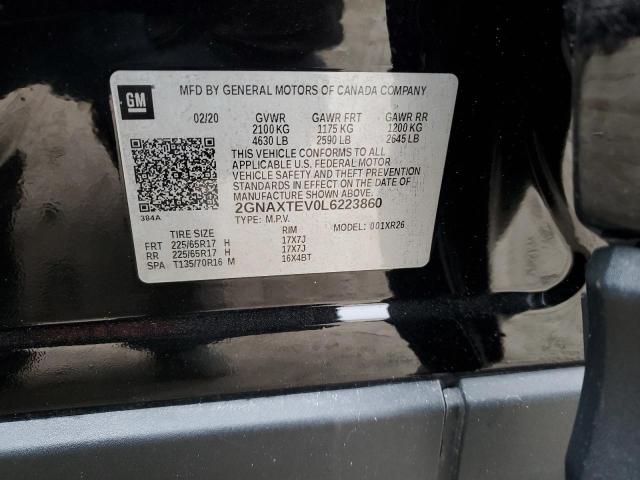 MFD BY GENERAL MOTORS OF CANADA COMPANY
GM
02/20 GVWR GAWR FRT GAWR RR
2100 KG 1175 KG 1200 KG
4630 LB 2590 LB 2645 LB
THIS VEHICLE CONFORMS TO ALL
APPLICABLE U.S. FEDERAL MOTOR
VEHICLE SAFETY AND THEFT PREVENTION
STANDARDS IN EFFECT ON THE DATE OF
MANUFACTURE SHOWN ABOVE.
2GNAXTEV0L6223860
384A
TYPE: M.P.V. MODEL: 001XR26
TIRE SIZE RIM
FRT 225/65R17 H 17X7J
RR 225/65R17 H 17X7J
SPA T135/70R16 M 16X4BT